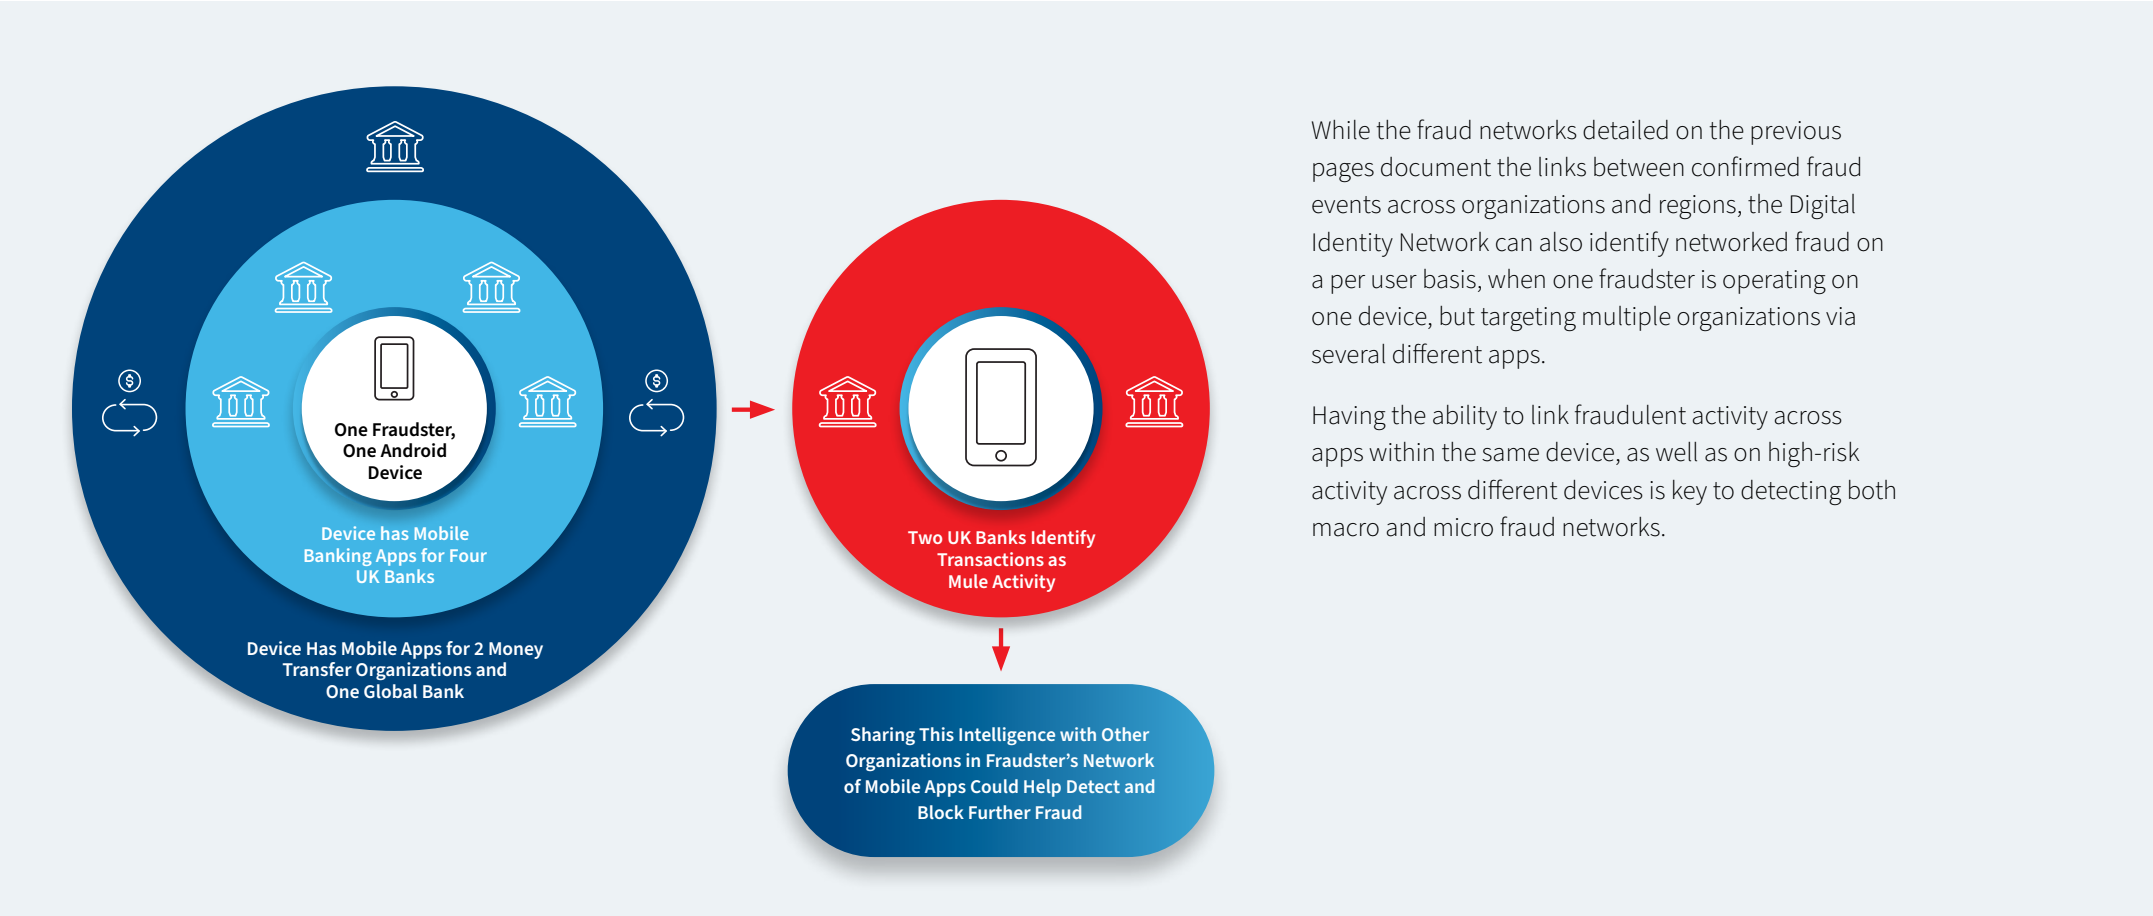 One Fraudster,
One Android
Device
Device has Mobile
Banking Apps for Four
UK Banks
Device Has Mobile Apps for 2 Money
Transfer Organizations and
One Global Bank
Two UK Banks Identify
Transactions as
Mule Activity
Sharing This Intelligence with Other
Organizations in Fraudster’s Network
of Mobile Apps Could Help Detect and
Block Further Fraud
While the fraud networks detailed on the previous
pages document the links between confirmed fraud
events across organizations and regions, the Digital
Identity Network can also identify networked fraud on
a per user basis, when one fraudster is operating on
one device, but targeting multiple organizations via
several different apps.
Having the ability to link fraudulent activity across
apps within the same device, as well as on high-risk
activity across different devices is key to detecting both
macro and micro fraud networks.